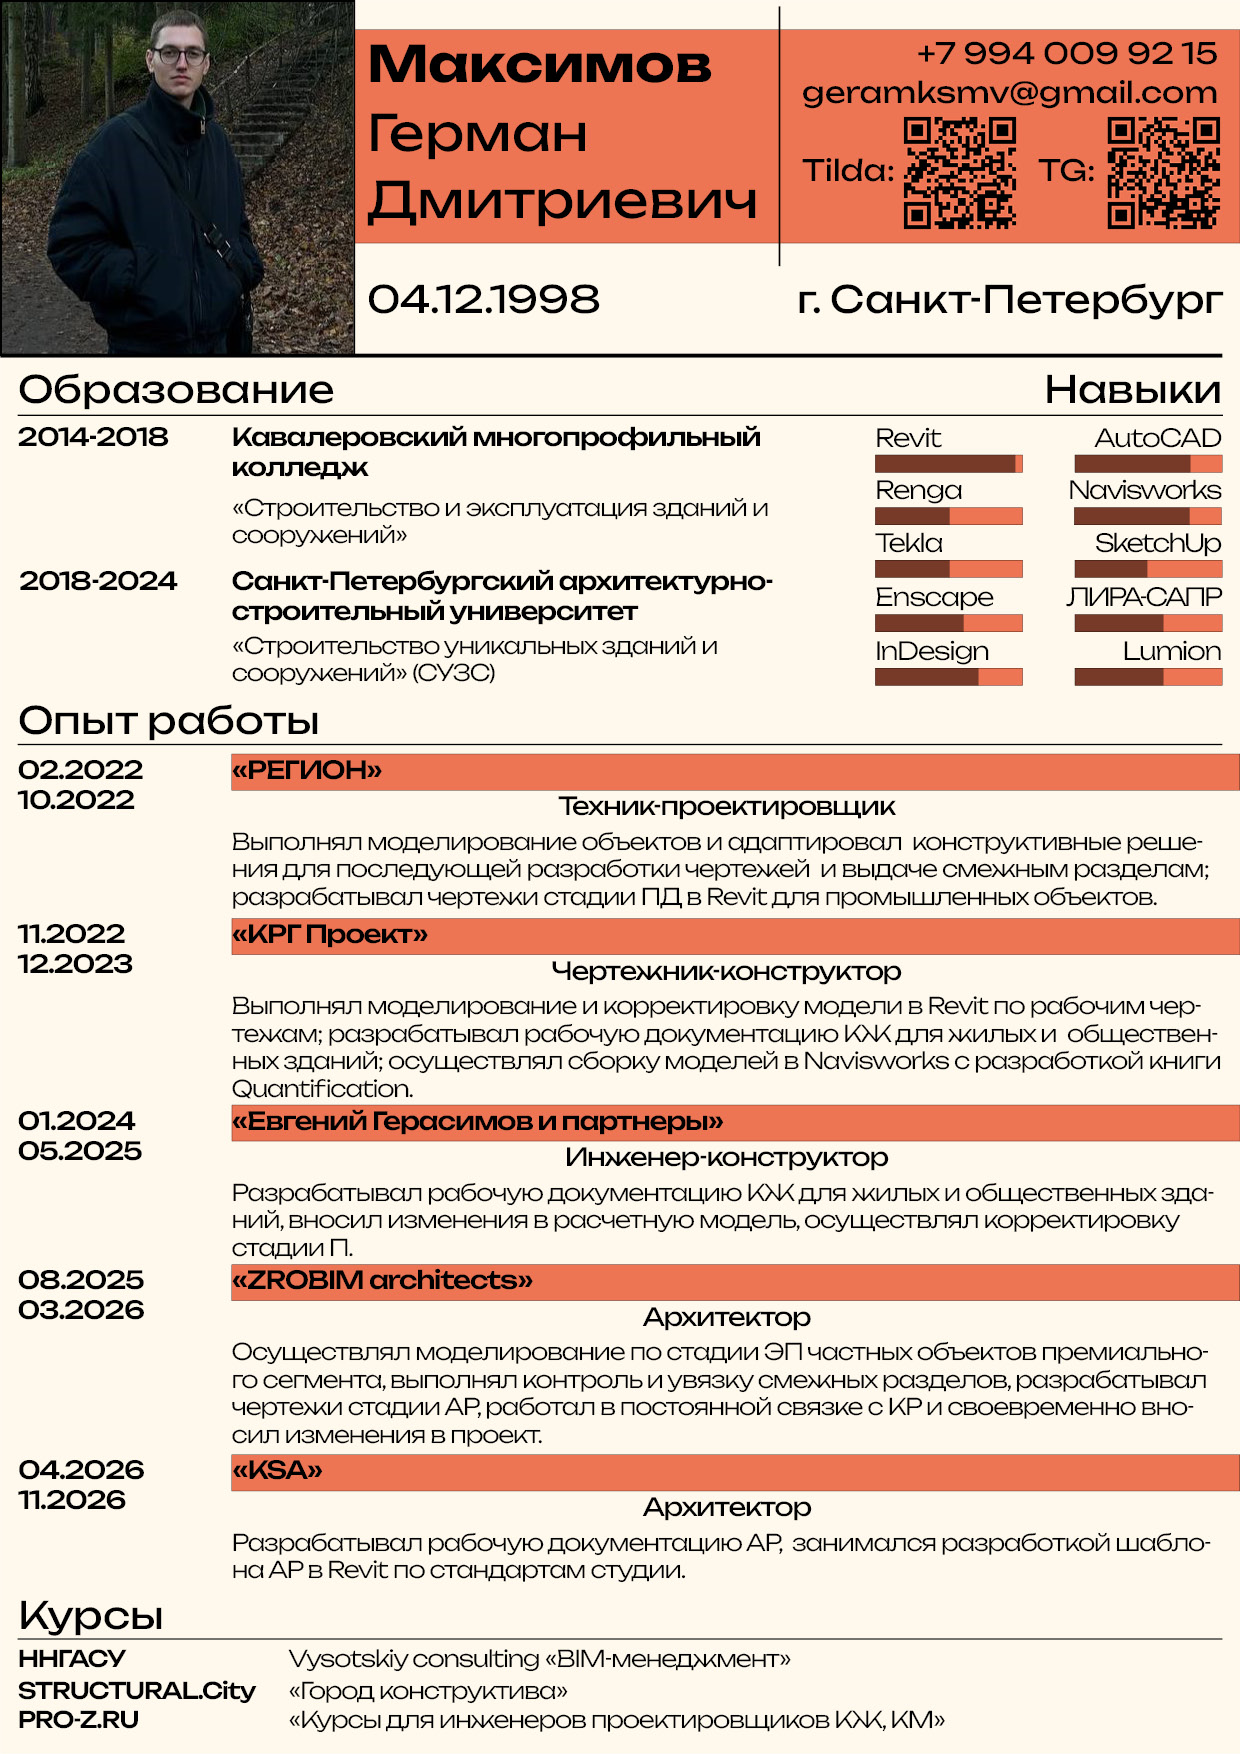 Максимов
Герман
Дмитриевич
+7 994 009 92 15
geramksmv@gmail.com
Tilda:
TG:
04.12.1998
г. Санкт-Петербург
Образование
2014-2018
Кавалеровский многопрофильный
колледж
«Строительство и эксплуатация зданий и
сооружений»
2018-2024
Санкт-Петербургский архитектурно-
строительный университет
«Строительство уникальных зданий и
сооружений» (СУЗС)
Навыки
Revit
AutoCAD
Renga
Navisworks
Tekla
SketchUp
Enscape
ЛИРА-САПР
InDesign
Lumion
Опыт работы
02.2022
10.2022
«РЕГИОН»
Техник-проектировщик
Выполнял моделирование объектов и адаптировал  конструктивные реше-
ния для последующей разработки чертежей  и выдаче смежным разделам;
разрабатывал чертежи стадии ПД в Revit для промышленных объектов.
11.2022
12.2023
«КРГ Проект»
Чертежник-конструктор
Выполнял моделирование и корректировку модели в Revit по рабочим чер-
тежам; разрабатывал рабочую документацию КЖ для жилых и  обществен-
ных зданий; осуществлял сборку моделей в Navisworks с разработкой книги
Quantification.
01.2024
05.2025
«Евгений Герасимов и партнеры»
Инженер-конструктор
Разрабатывал рабочую документацию КЖ для жилых и общественных зда-
ний, вносил изменения в расчетную модель, осуществлял корректировку
стадии П.
08.2025
03.2026
«ZROBIM architects»
Архитектор
Осуществлял моделирование по стадии ЭП частных объектов премиально-
го сегмента, выполнял контроль и увязку смежных разделов, разрабатывал
чертежи стадии АР, работал в постоянной связке с КР и своевременно вно-
сил изменения в проект.
04.2026
11.2026
«KSA»
Архитектор
Разрабатывал рабочую документацию АР,  занимался разработкой шабло-
на АР в Revit по стандартам студии.
Курсы
ННГАСУ
Vysotskiy consulting «BIM-менеджмент»
STRUCTURAL.City
«Город конструктива»
PRO-Z.RU
«Курсы для инженеров проектировщиков КЖ, КМ»